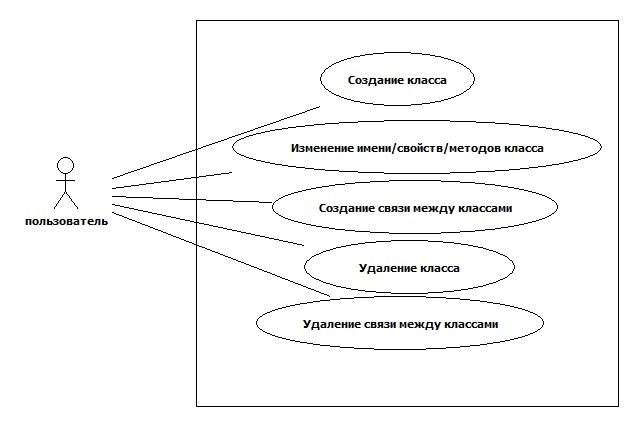 Создание класса
Изменение имени/свойств/методов класса
Создание связи между классами
пользователь
Удаление класса
Удаление связи между классами